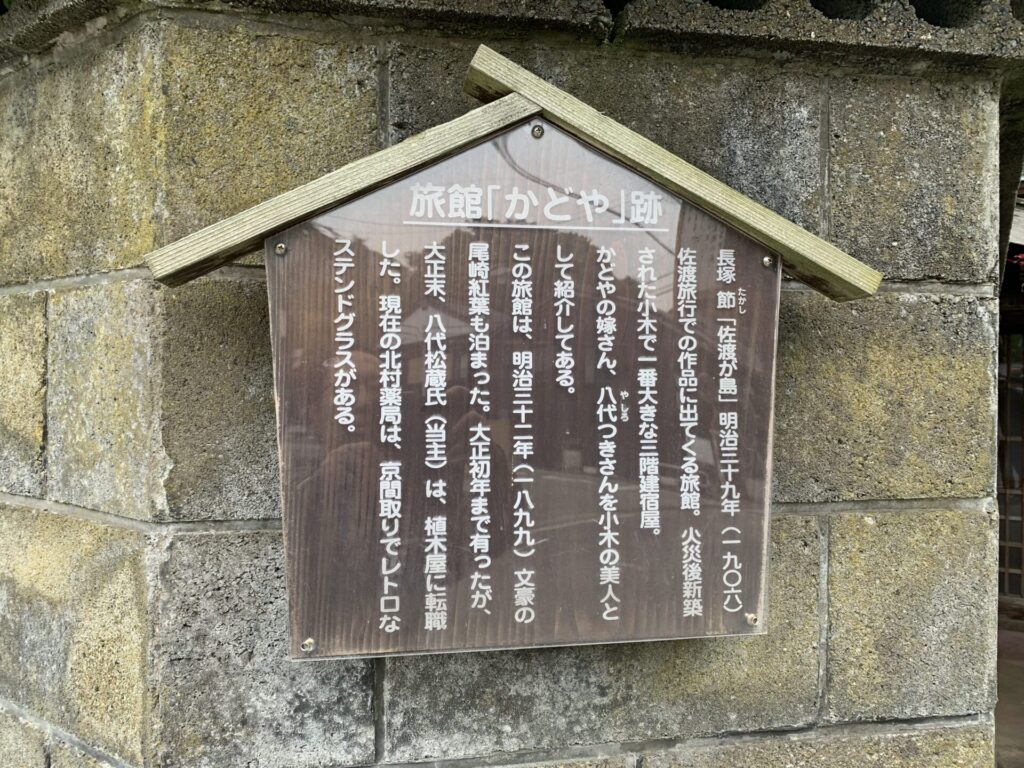 旅館「かどや」跡
長塚 節「佐渡が島」明治三十九年(一九〇六)
たかし
佐渡旅行での作品に出てくる旅館。火災後新築
された小木で一番大きな三階建宿屋。
かどやの嫁さん、八代つきさんを小木の美人と
やしろ
して紹介してある。
この旅館は、明治三十二年(一八九九)文豪の
尾崎紅葉も泊まった。大正初年まで有ったが、
大正末、八代松蔵氏(当主)は、植木屋に転職
した。現在の北村薬局は、京間取りでレトロな
ステンドグラスがある。